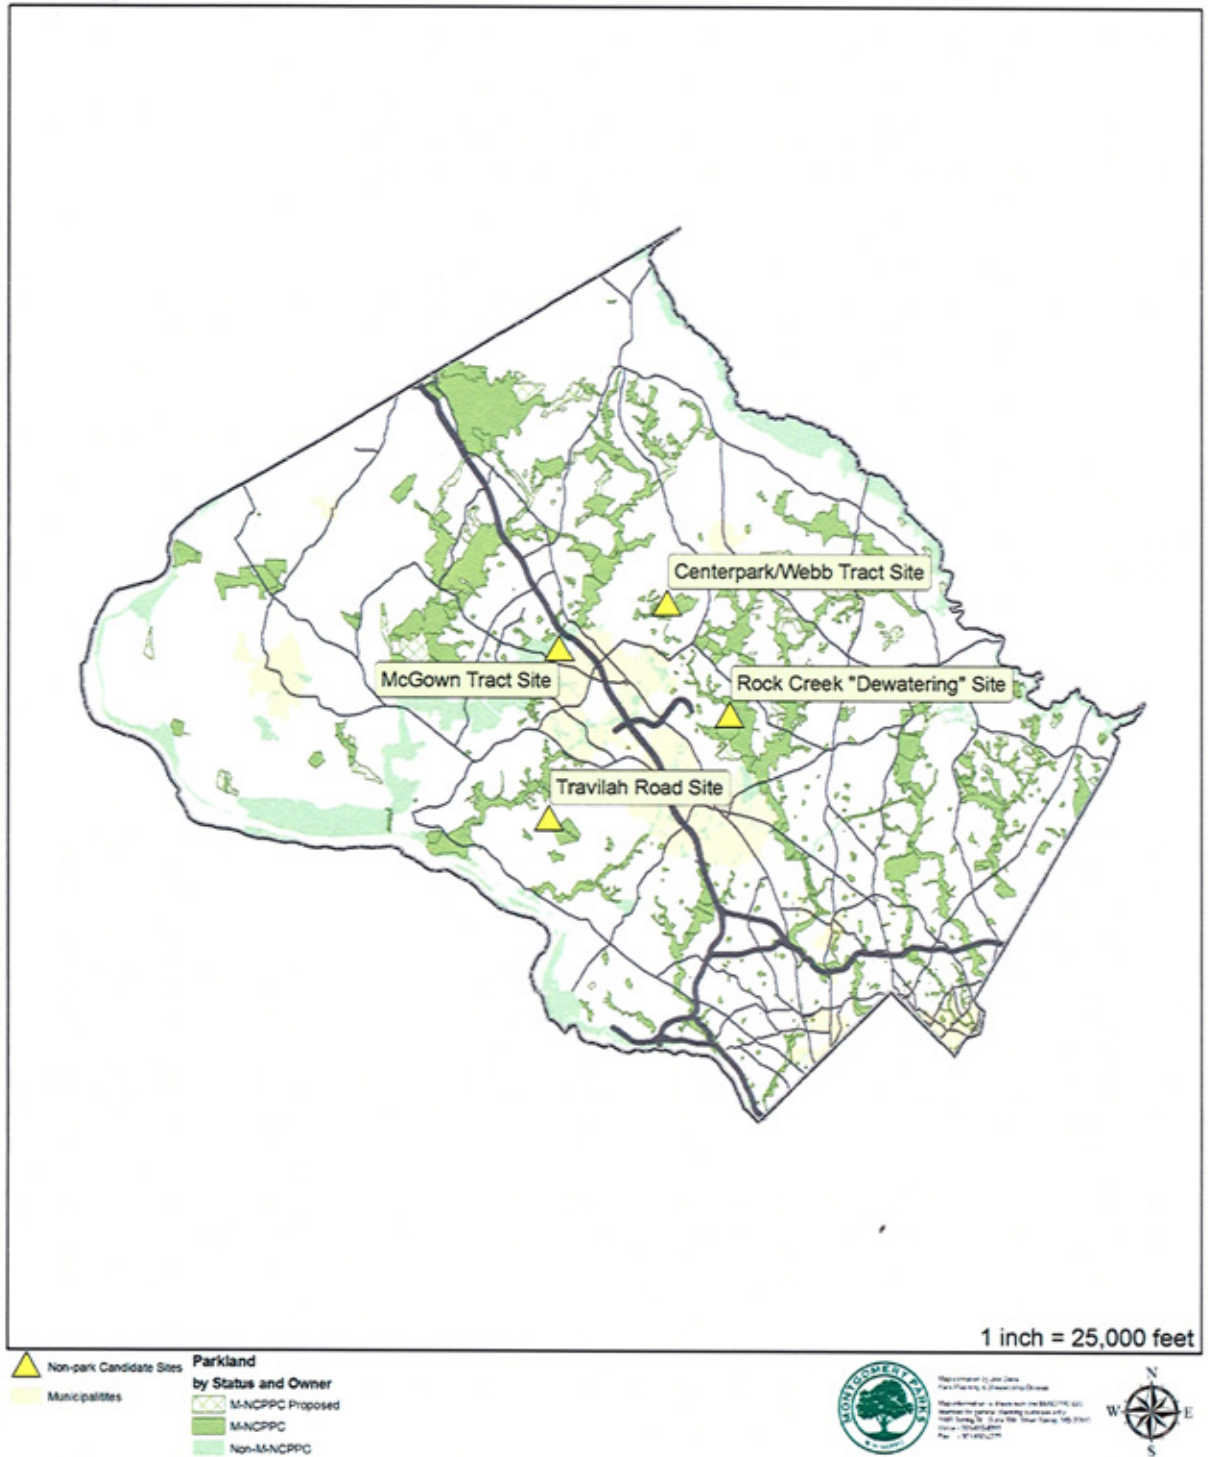 Centerpark/Webb Tract Site
McGown Tract Site
Rock Creek "Dewatering" Site
Travilah Road Site
1 inch = 25,000 feet
Non-park Candidate Sites
Municipalitites
Parkland
by Status and Owner
M-NCPPC Proposed
M-NCPPC
Non-M-NCPPC
MONTGOMERY PARKS
N
W
E
S